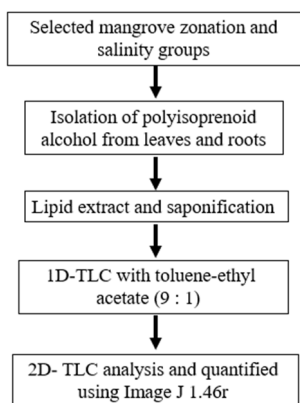 Selected mangrove zonation and
salinity groups
Isolation of polyisoprenoid
alcohol from leaves and roots
Lipid extract and saponification
1D-TLC with toluene-ethyl
acetate (9 : 1)
2D- TLC analysis and quantified
using Image J 1.46r